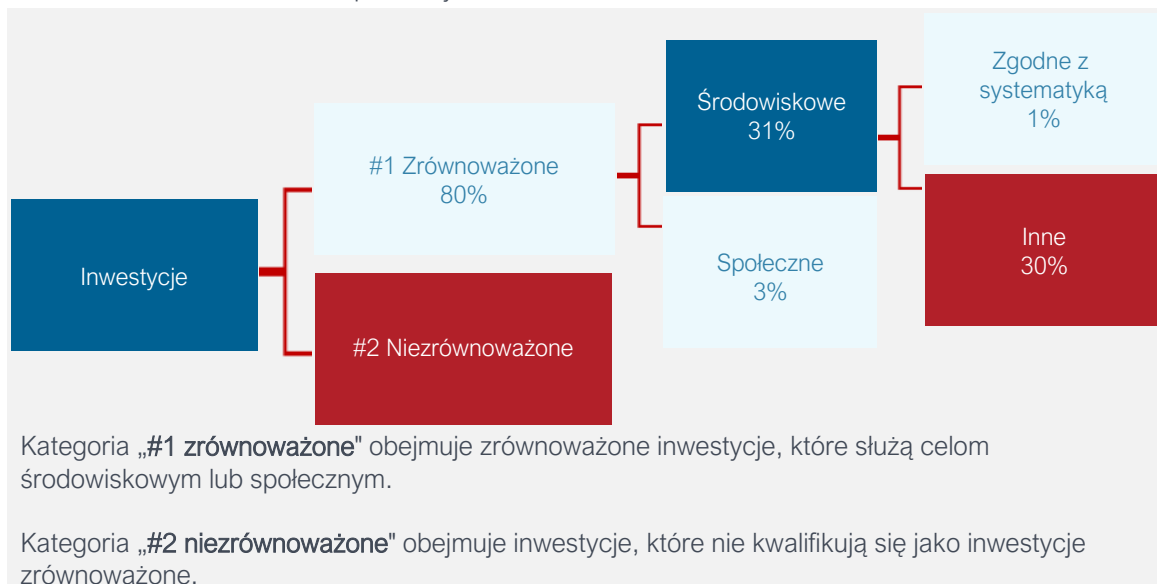 Zgodne z
systematyką
1%
Środowiskowe
31%
#1 Zrównoważone
80%
Inwestycje
Społeczne
3%
Inne
30%
#2 Niezrównoważone
Kategoria „#1 zrównoważone" obejmuje zrównoważone inwestycje, które służą celom
środowiskowym lub społecznym.
Kategoria „#2 niezrównoważone" obejmuje inwestycje, które nie kwalifikują się jako inwestycje
zrównoważone.